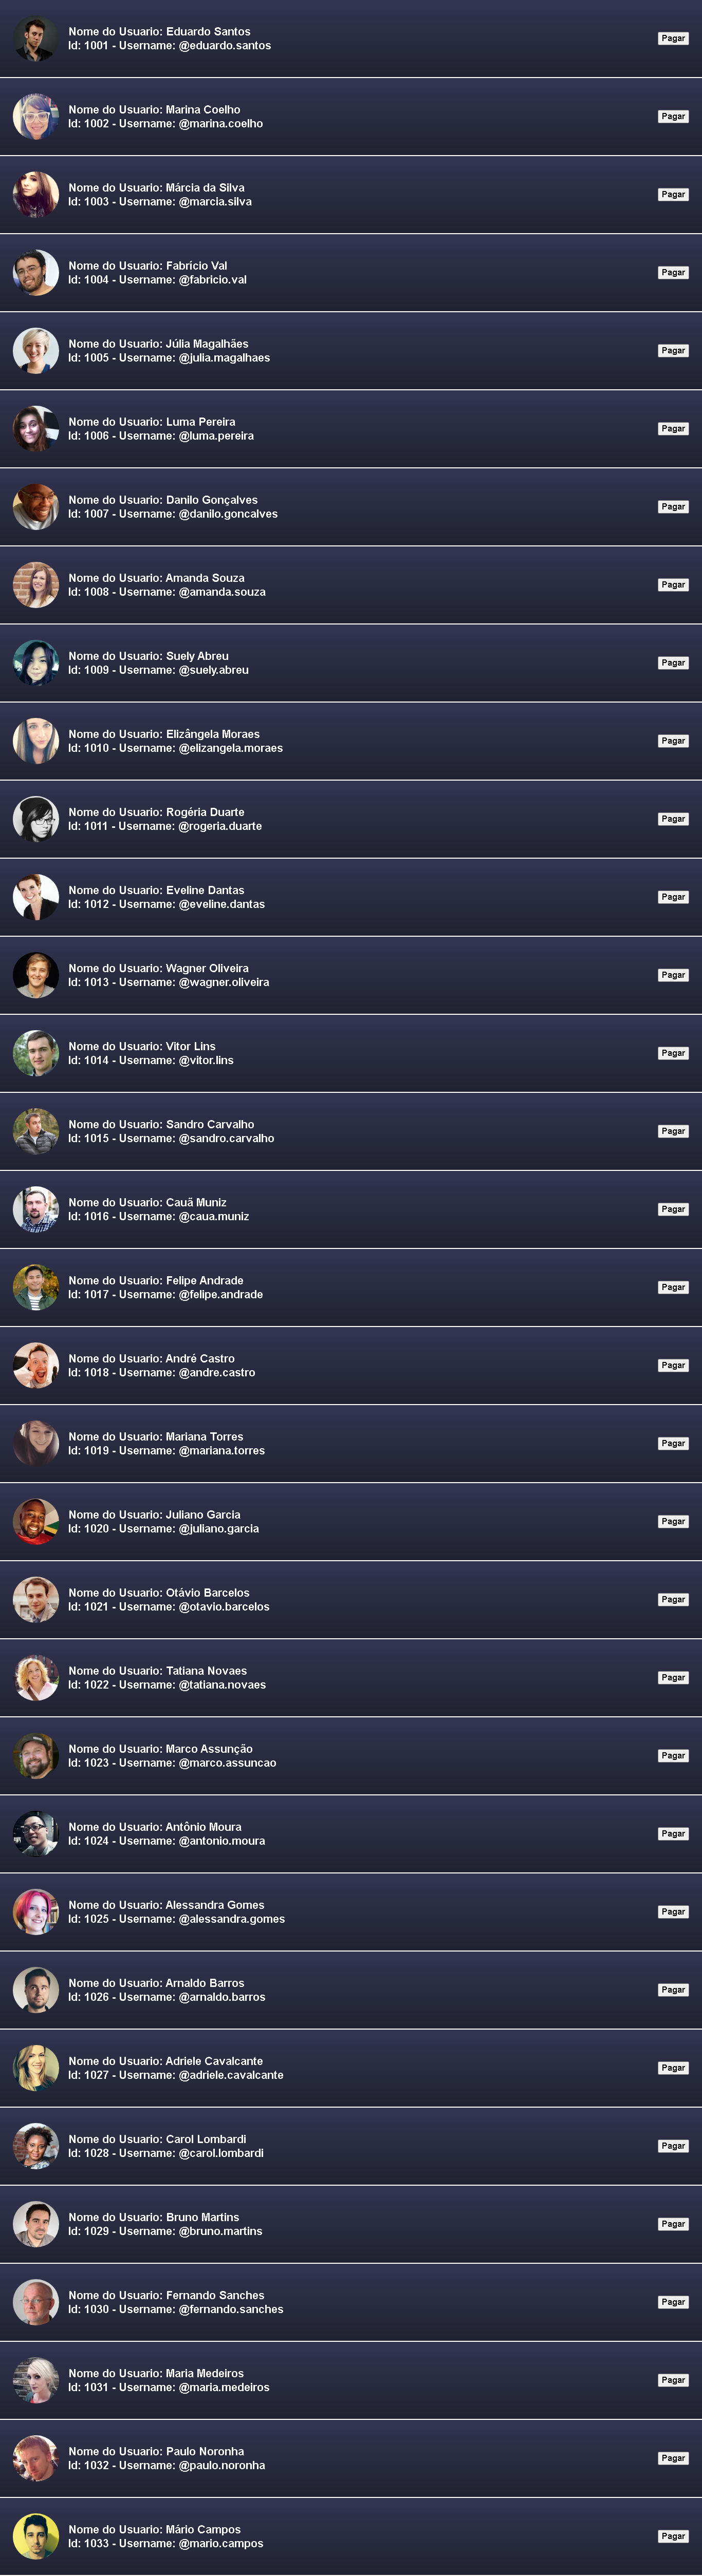 Nome do Usuario: Eduardo Santos
Id: 1001 - Username: @eduardo.santos
Pagar
Nome do Usuario: Marina Coelho
Id: 1002 - Username: @marina.coelho
Pagar
Nome do Usuario: Márcia da Silva
Id: 1003 - Username: @marcia.silva
Pagar
Nome do Usuario: Fabrício Val
Id: 1004 - Username: @fabricio.val
Pagar
Nome do Usuario: Júlia Magalhães
Id: 1005 - Username: @julia.magalhaes
Pagar
Nome do Usuario: Luma Pereira
Id: 1006 - Username: @luma.pereira
Pagar
Nome do Usuario: Danilo Gonçalves
Id: 1007 - Username: @danilo.goncalves
Pagar
Nome do Usuario: Amanda Souza
Id: 1008 - Username: @amanda.souza
Pagar
Nome do Usuario: Suely Abreu
Id: 1009 - Username: @suely.abreu
Pagar
Nome do Usuario: Elizângela Moraes
Id: 1010 - Username: @elizangela.moraes
Pagar
Nome do Usuario: Rogéria Duarte
Id: 1011 - Username: @rogeria.duarte
Pagar
Nome do Usuario: Eveline Dantas
Id: 1012 - Username: @eveline.dantas
Pagar
Nome do Usuario: Wagner Oliveira
Id: 1013 - Username: @wagner.oliveira
Pagar
Nome do Usuario: Vitor Lins
Id: 1014 - Username: @vitor.lins
Pagar
Nome do Usuario: Sandro Carvalho
Id: 1015 - Username: @sandro.carvalho
Pagar
Nome do Usuario: Cauã Muniz
Id: 1016 - Username: @caua.muniz
Pagar
Nome do Usuario: Felipe Andrade
Id: 1017 - Username: @felipe.andrade
Pagar
Nome do Usuario: André Castro
Id: 1018 - Username: @andre.castro
Pagar
Nome do Usuario: Mariana Torres
Id: 1019 - Username: @mariana.torres
Pagar
Nome do Usuario: Juliano Garcia
Id: 1020 - Username: @juliano.garcia
Pagar
Nome do Usuario: Otávio Barcelos
Id: 1021 - Username: @otavio.barcelos
Pagar
Nome do Usuario: Tatiana Novaes
Id: 1022 - Username: @tatiana.novaes
Pagar
Nome do Usuario: Marco Assunção
Id: 1023 - Username: @marco.assuncao
Pagar
Nome do Usuario: Antônio Moura
Id: 1024 - Username: @antonio.moura
Pagar
Nome do Usuario: Alessandra Gomes
Id: 1025 - Username: @alessandra.gomes
Pagar
Nome do Usuario: Arnaldo Barros
Id: 1026 - Username: @arnaldo.barros
Pagar
Nome do Usuario: Adriele Cavalcante
Id: 1027 - Username: @adriele.cavalcante
Pagar
Nome do Usuario: Carol Lombardi
Id: 1028 - Username: @carol.lombardi
Pagar
Nome do Usuario: Bruno Martins
Id: 1029 - Username: @bruno.martins
Pagar
Nome do Usuario: Fernando Sanches
Id: 1030 - Username: @fernando.sanches
Pagar
Nome do Usuario: Maria Medeiros
Id: 1031 - Username: @maria.medeiros
Pagar
Nome do Usuario: Paulo Noronha
Id: 1032 - Username: @paulo.noronha
Pagar
Nome do Usuario: Mário Campos
Id: 1033 - Username: @mario.campos
Pagar